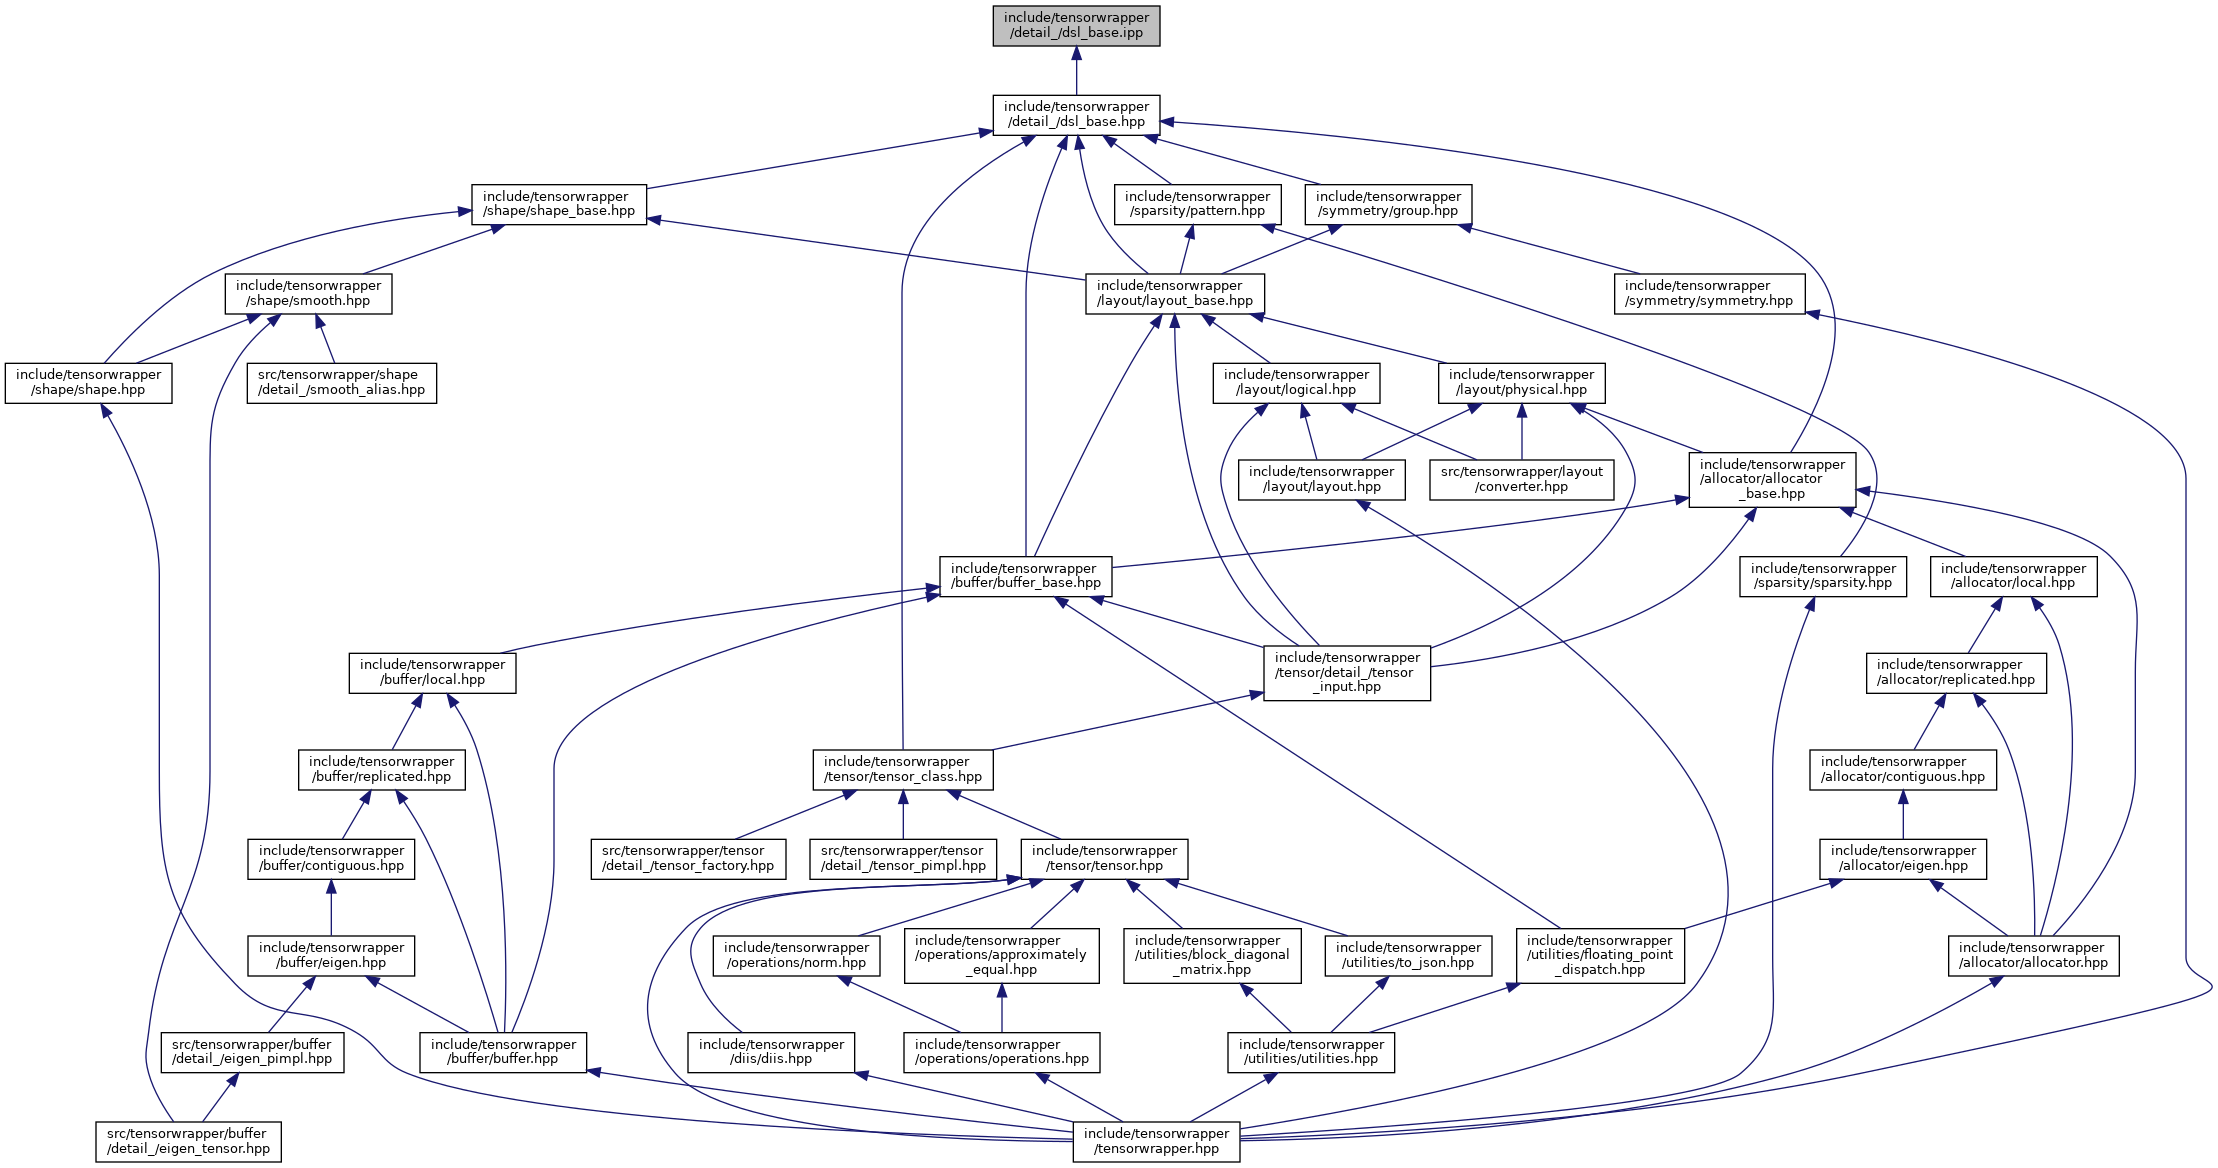 include/tensorwrapper
/detail_/dsl_base.ipp
include/tensorwrapper
/detail_/dsl_base.hpp
include/tensorwrapper
/shape/shape_base.hpp
include/tensorwrapper
/sparsity/pattern.hpp
include/tensorwrapper
/symmetry/group.hpp
include/tensorwrapper
/shape/smooth.hpp
include/tensorwrapper
/layout/layout_base.hpp
include/tensorwrapper
/symmetry/symmetry.hpp
include/tensorwrapper
/shape/shape.hpp
src/tensorwrapper/shape
/detail_/smooth_alias.hpp
include/tensorwrapper
/layout/logical.hpp
include/tensorwrapper
/layout/physical.hpp
include/tensorwrapper
/layout/layout.hpp
src/tensorwrapper/layout
/converter.hpp
include/tensorwrapper
/allocator/allocator
_base.hpp
include/tensorwrapper
/buffer/buffer_base.hpp
include/tensorwrapper
/sparsity/sparsity.hpp
include/tensorwrapper
/allocator/local.hpp
include/tensorwrapper
/buffer/local.hpp
include/tensorwrapper
/tensor/detail_/tensor
_input.hpp
include/tensorwrapper
/allocator/replicated.hpp
include/tensorwrapper
/buffer/replicated.hpp
include/tensorwrapper
/tensor/tensor_class.hpp
include/tensorwrapper
/allocator/contiguous.hpp
include/tensorwrapper
/buffer/contiguous.hpp
src/tensorwrapper/tensor
/detail_/tensor_factory.hpp
src/tensorwrapper/tensor
/detail_/tensor_pimpl.hpp
include/tensorwrapper
/tensor/tensor.hpp
include/tensorwrapper
/allocator/eigen.hpp
include/tensorwrapper
/buffer/eigen.hpp
include/tensorwrapper
/operations/norm.hpp
include/tensorwrapper
/operations/approximately
_equal.hpp
include/tensorwrapper
/utilities/block_diagonal
_matrix.hpp
include/tensorwrapper
/utilities/to_json.hpp
include/tensorwrapper
/utilities/floating_point
_dispatch.hpp
include/tensorwrapper
/allocator/allocator.hpp
src/tensorwrapper/buffer
/detail_/eigen_pimpl.hpp
include/tensorwrapper
/buffer/buffer.hpp
include/tensorwrapper
/diis/diis.hpp
include/tensorwrapper
/operations/operations.hpp
include/tensorwrapper
/utilities/utilities.hpp
src/tensorwrapper/buffer
/detail_/eigen_tensor.hpp
include/tensorwrapper
/tensorwrapper.hpp